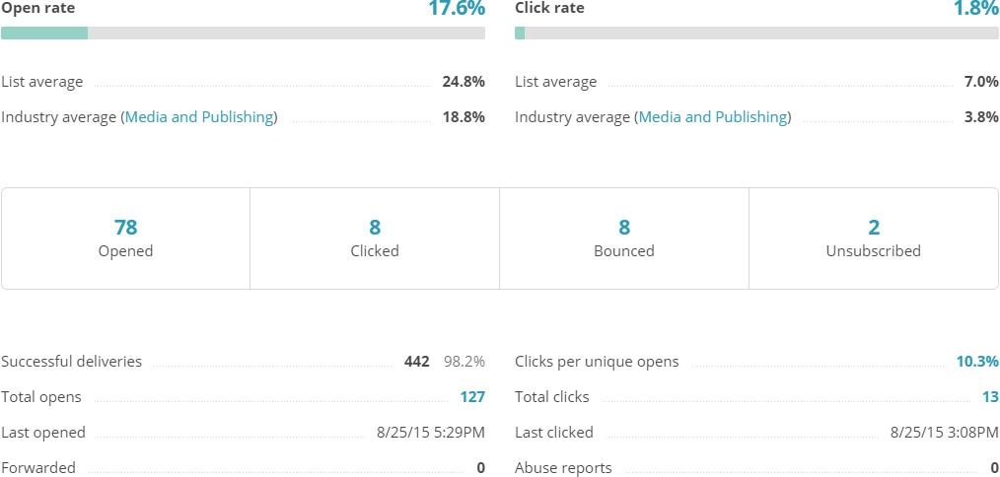 Open rate 17.6%
Click rate 1.8%
List average 24.8%
List average 7.0%
Industry average (Media and Publishing) 18.8%
Industry average (Media and Publishing) 3.8%
78
Opened
8
Clicked
8
Bounced
2
Unsubscribed
Successful deliveries 442 98.2%
Clicks per unique opens 10.3%
Total opens 127
Total clicks 13
Last opened 8/25/15 5:29PM
Last clicked 8/25/15 3:08PM
Forwarded 0
Abuse reports 0